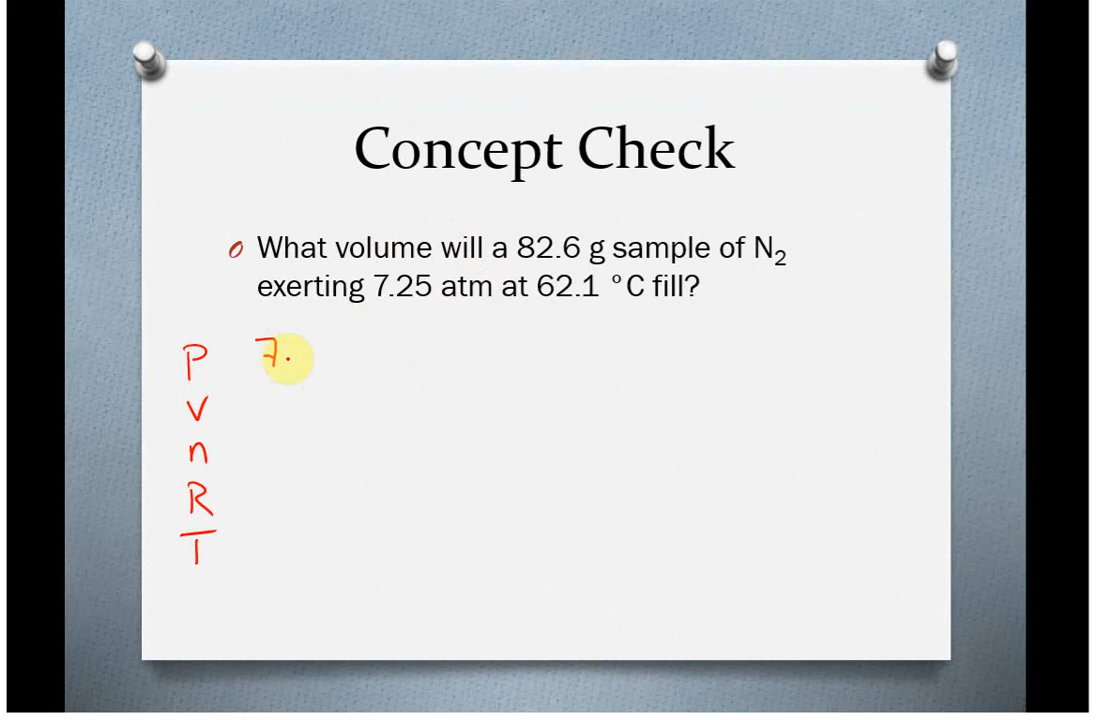 Concept Check
What volume will a 82.6 g sample of N₂
exerting 7.25 atm at 62.1 °C fill?
P 7.
V
n
R
T